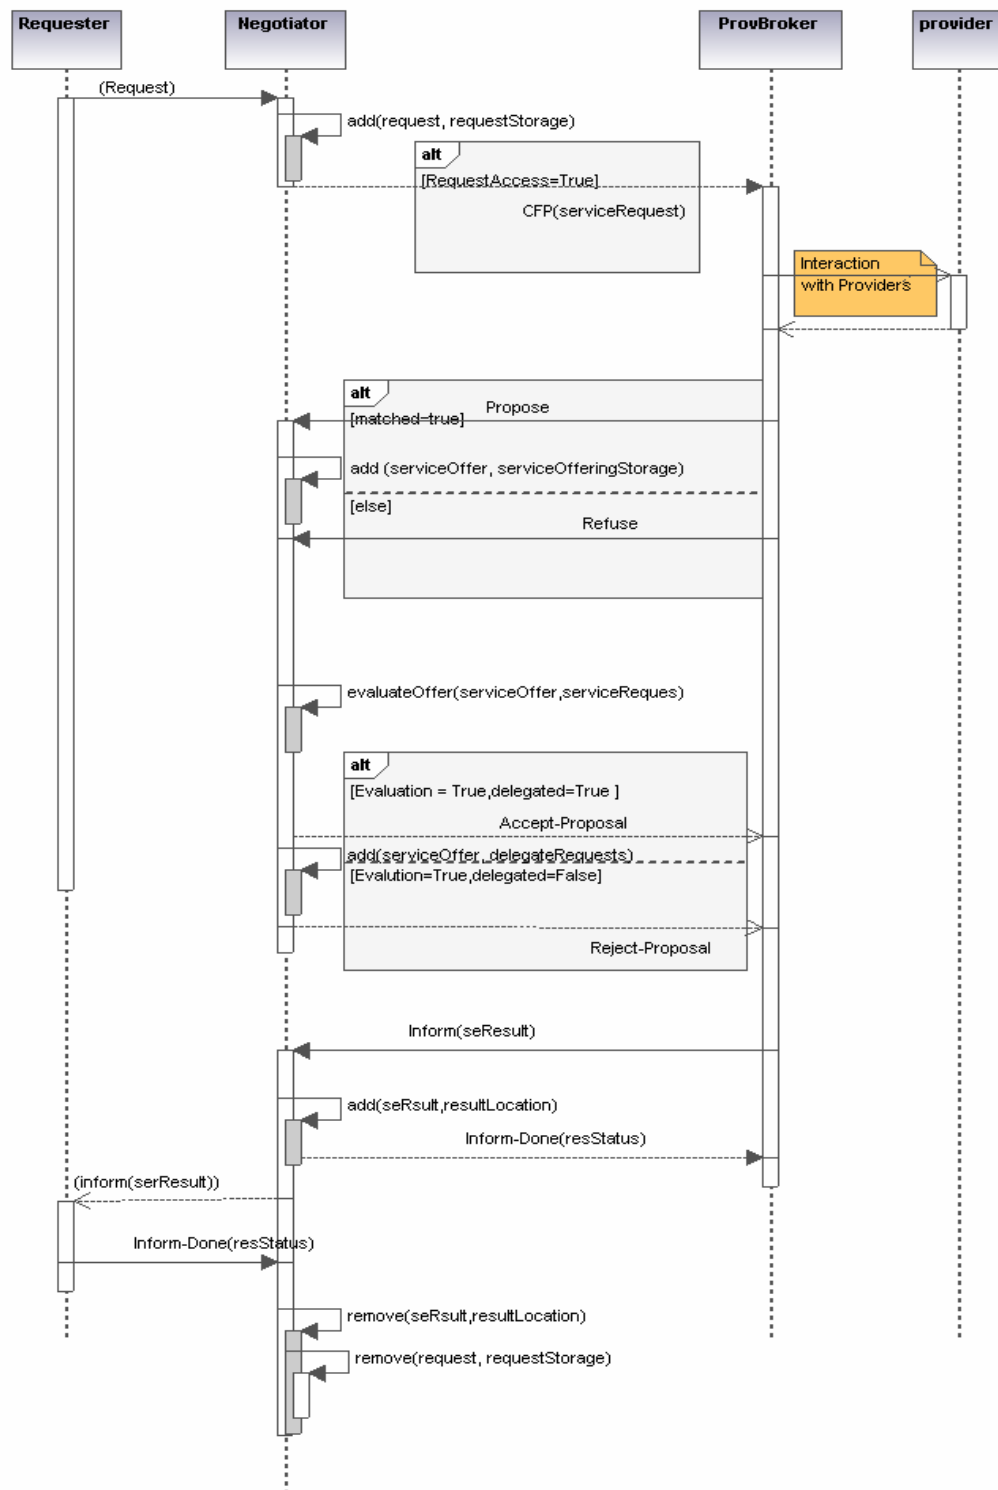 Requester
Negotiator
ProvBroker
provider
(Request)
add(request, requestStorage)
alt
[RequestAccess=True]
CFP(serviceRequest)
Interaction
with Providers
alt
Propose
[matched=true]
add (serviceOffer, serviceOfferingStorage)
[else]
Refuse
evaluateOffer(serviceOffer,serviceReques)
alt
[Evaluation = True,delegated=True ]
Accept-Proposal
add(serviceOffer, delegateRequests)
[Evalution=True,delegated=False]
Reject-Proposal
Inform(seResult)
add(seRsult,resultLocation)
Inform-Done(resStatus)
(inform(serResult))
Inform-Done(resStatus)
remove(seRsult,resultLocation)
remove(request, requestStorage)